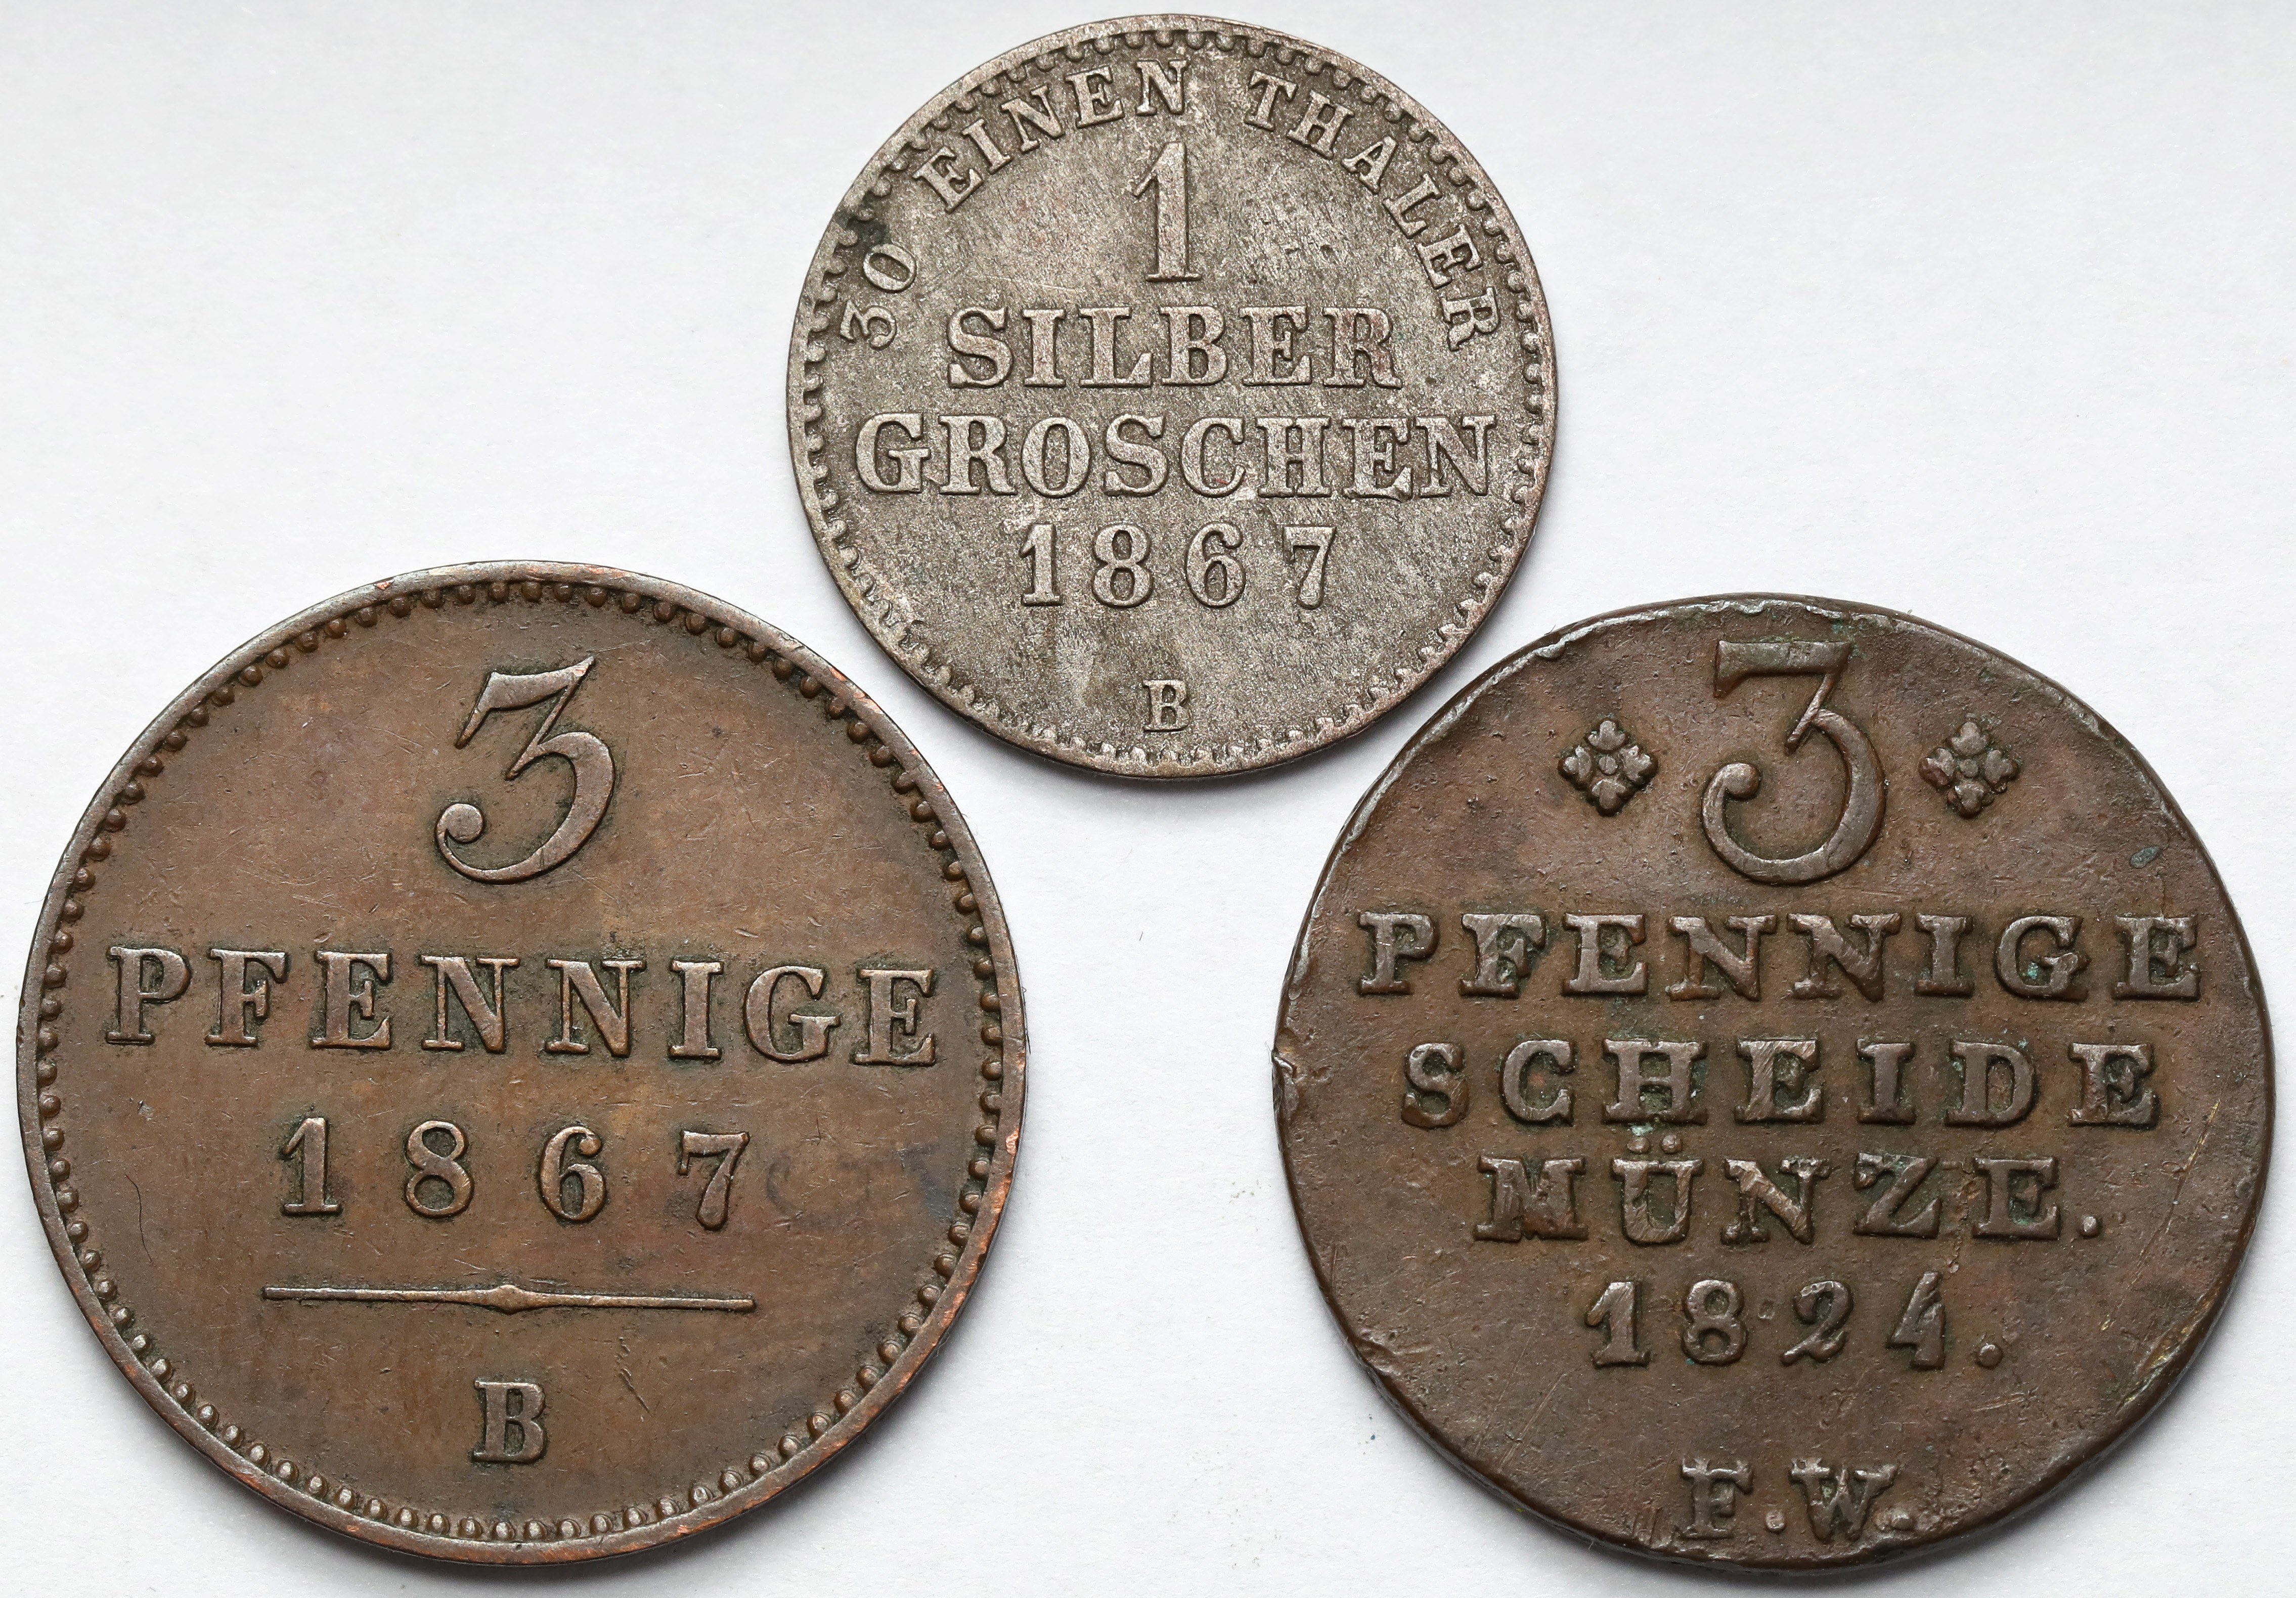 30 EINEN THALER
1
SILBER
GROSCHEN
1867
B
3
PFENNIGE
1867
B
3
PFENNIGE
SCHEIDE
MÜNZE.
1824.
F.W.